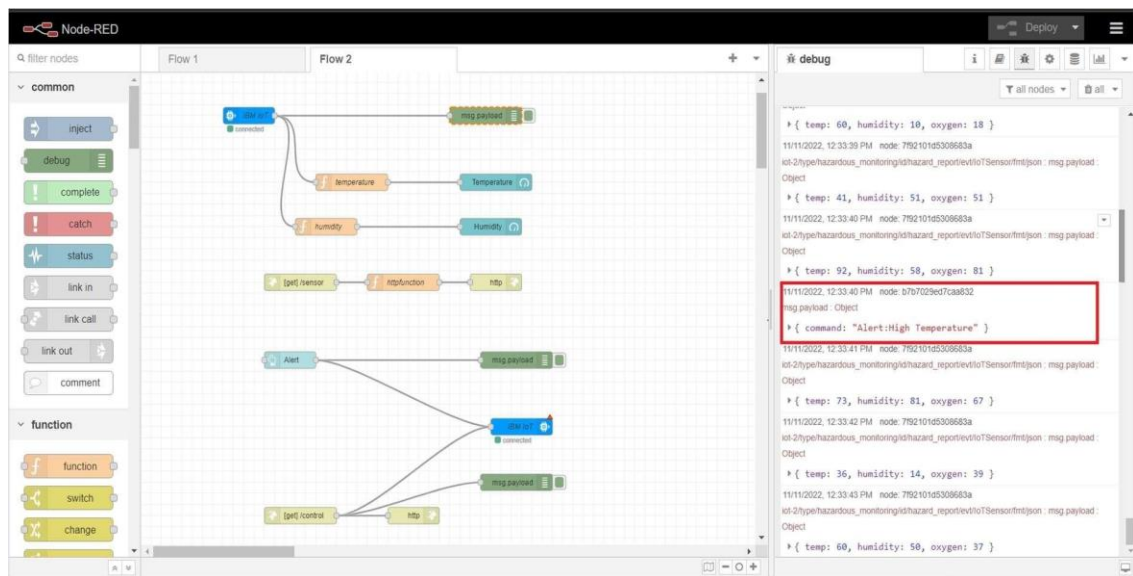 Node-RED
Deploy
filter nodes
Flow 1
Flow 2
debug
i
all nodes
all
common
inject
debug
complete
catch
status
link in
link call
link out
comment
function
function
switch
change
IBM IoT
connected
msg.payload
temperature
Temperature
humidity
Humidity
[get] /sensor
httpfunction
http
Alert
msg.payload
IBM IoT
connected
msg.payload
[get] /control
http
{ temp: 60, humidity: 10, oxygen: 18 }
11/11/2022, 12:33:39 PM node: 7f92101d5308683a
iot-2/type/hazardous_monitoring/id/hazard_report/evt/IoTSensor/fmt/json : msg.payload :
Object
{ temp: 41, humidity: 51, oxygen: 51 }
11/11/2022, 12:33:40 PM node: 7f92101d5308683a
iot-2/type/hazardous_monitoring/id/hazard_report/evt/IoTSensor/fmt/json : msg.payload :
Object
{ temp: 92, humidity: 58, oxygen: 81 }
11/11/2022, 12:33:40 PM node: b7b7029ed7caa832
msg.payload : Object
{ command: "Alert:High Temperature" }
11/11/2022, 12:33:41 PM node: 7f92101d5308683a
iot-2/type/hazardous_monitoring/id/hazard_report/evt/IoTSensor/fmt/json : msg.payload :
Object
{ temp: 73, humidity: 81, oxygen: 67 }
11/11/2022, 12:33:42 PM node: 7f92101d5308683a
iot-2/type/hazardous_monitoring/id/hazard_report/evt/IoTSensor/fmt/json : msg.payload :
Object
{ temp: 36, humidity: 14, oxygen: 39 }
11/11/2022, 12:33:43 PM node: 7f92101d5308683a
iot-2/type/hazardous_monitoring/id/hazard_report/evt/IoTSensor/fmt/json : msg.payload :
Object
{ temp: 60, humidity: 50, oxygen: 37 }